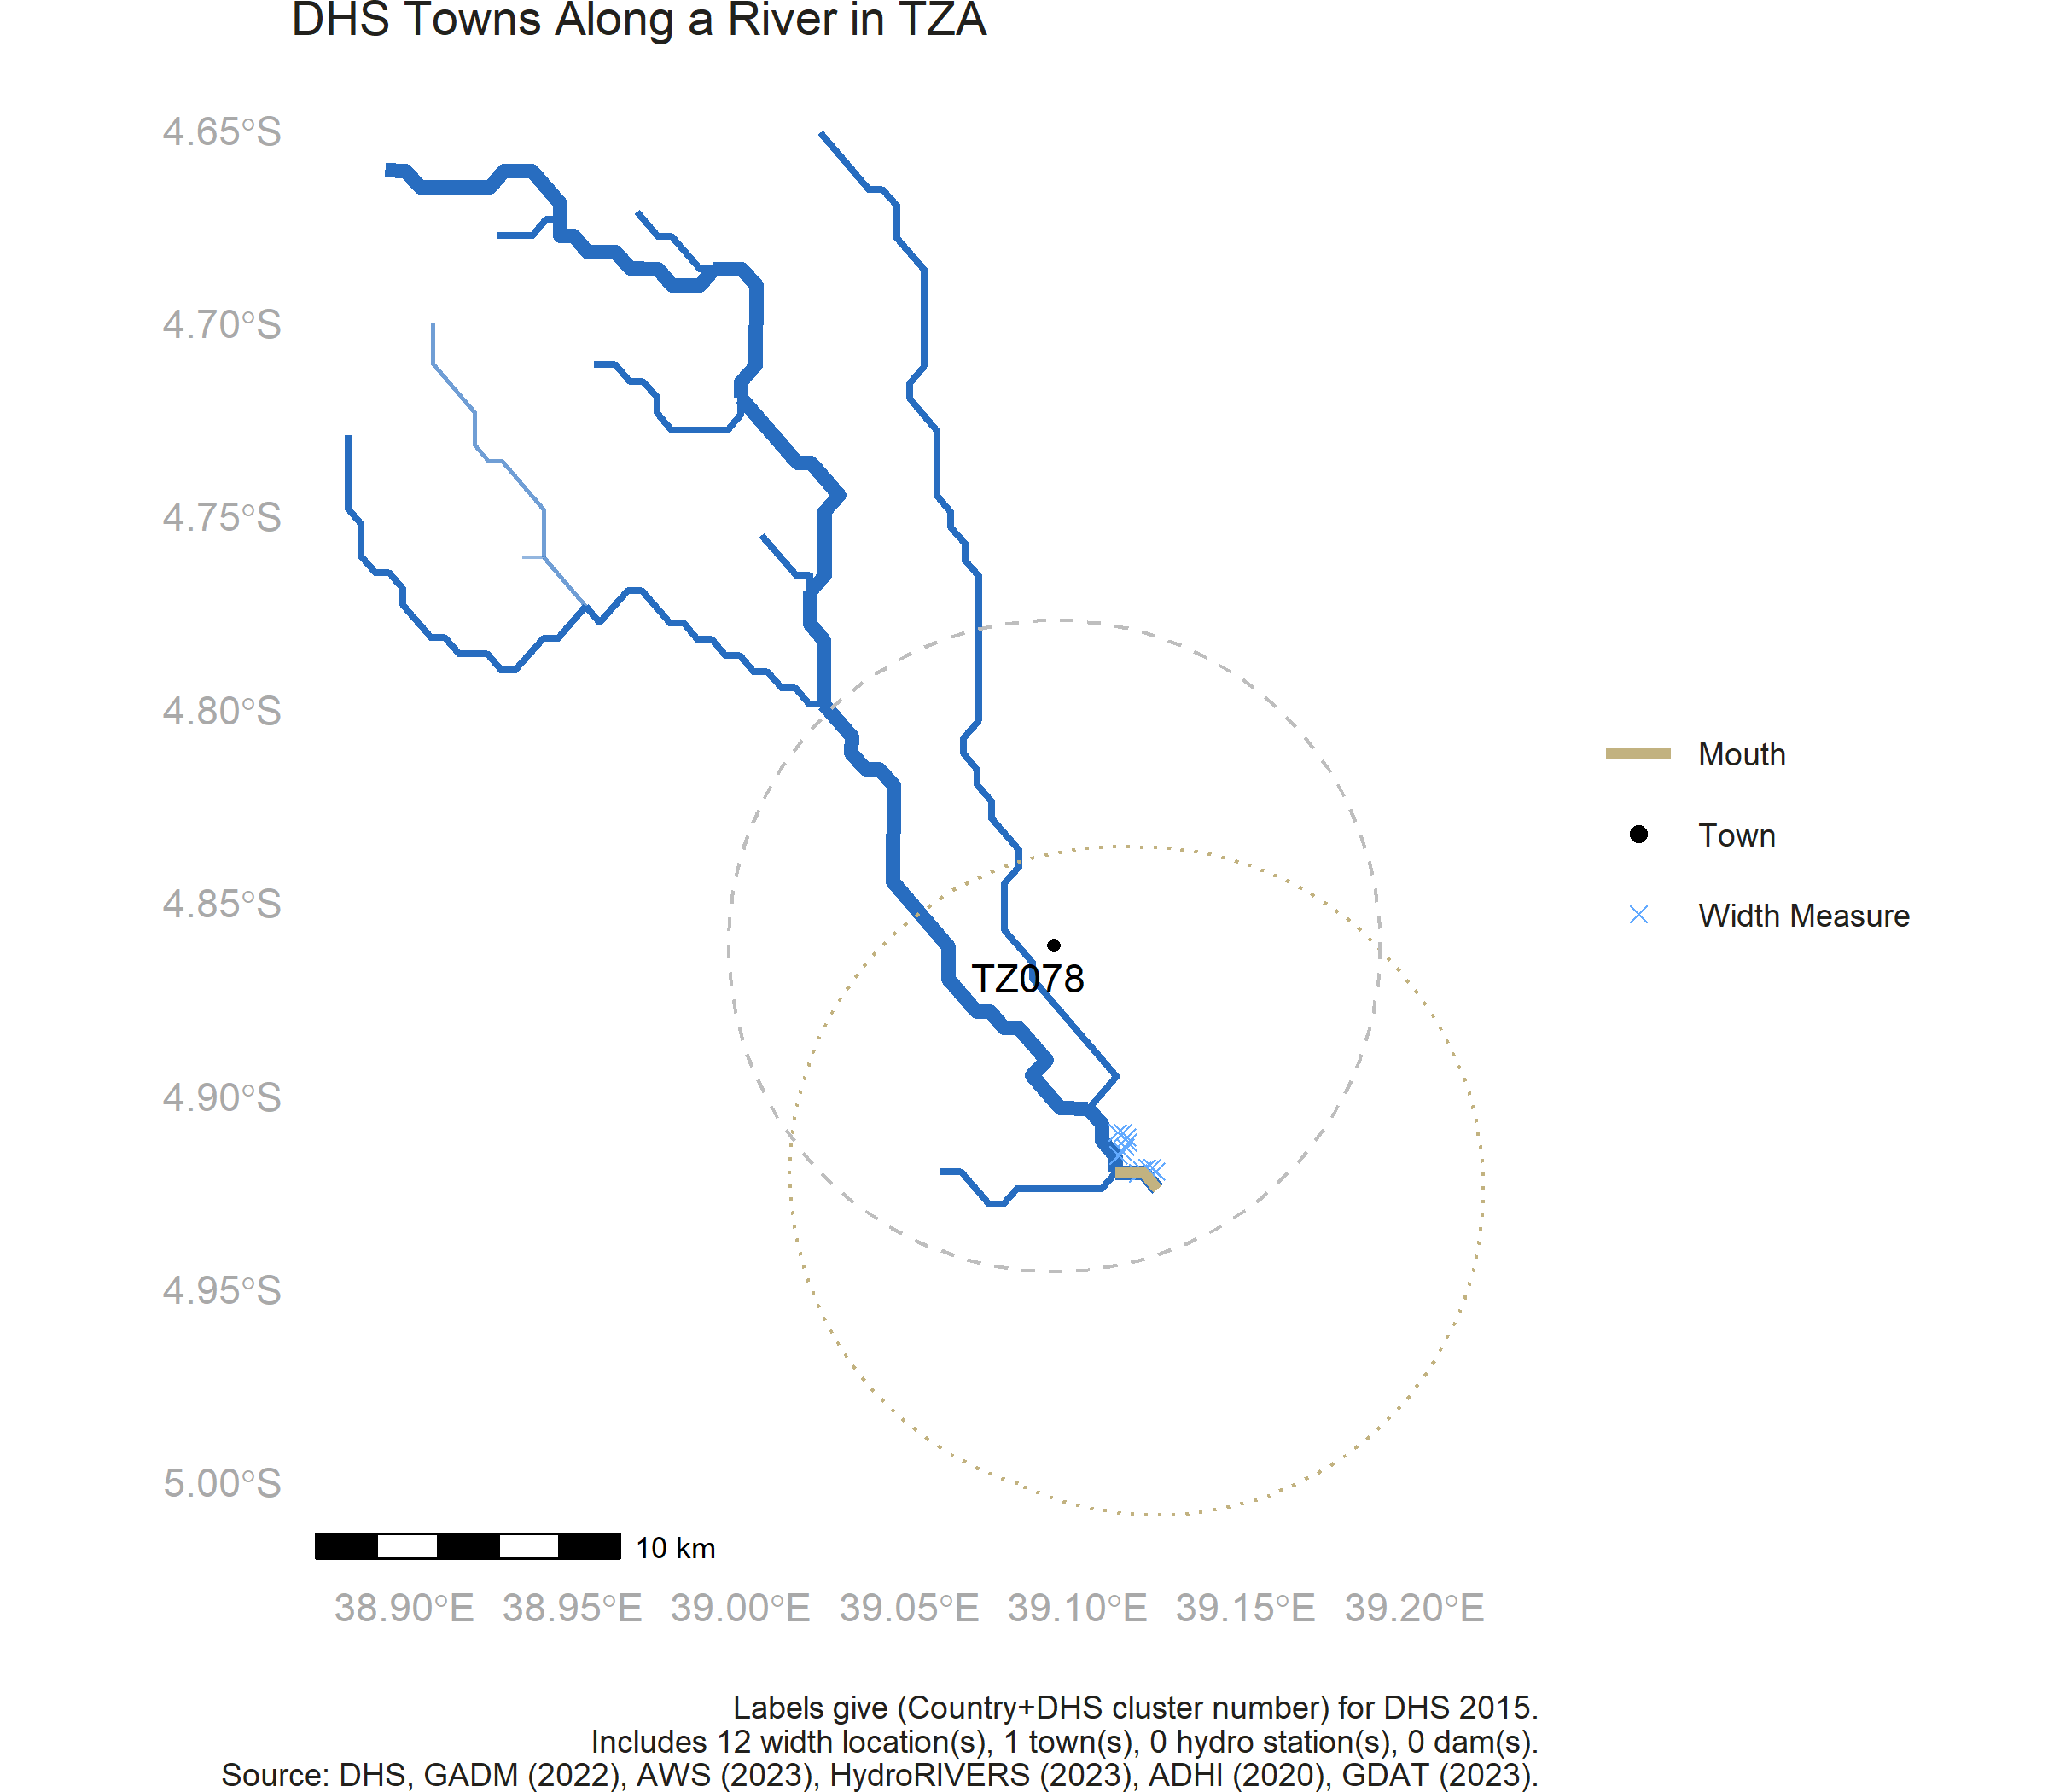 DHS Towns Along a River in TZA
4.65°S
4.70°S
4.75°S
4.80°S
4.85°S
4.90°S
4.95°S
5.00°S
Mouth
Town
Width Measure
TZ078
10 km
38.90°E 38.95°E 39.00°E 39.05°E 39.10°E 39.15°E 39.20°E
Labels give (Country+DHS cluster number) for DHS 2015.
Includes 12 width location(s), 1 town(s), 0 hydro station(s), 0 dam(s).
Source: DHS, GADM (2022), AWS (2023), HydroRIVERS (2023), ADHI (2020), GDAT (2023).